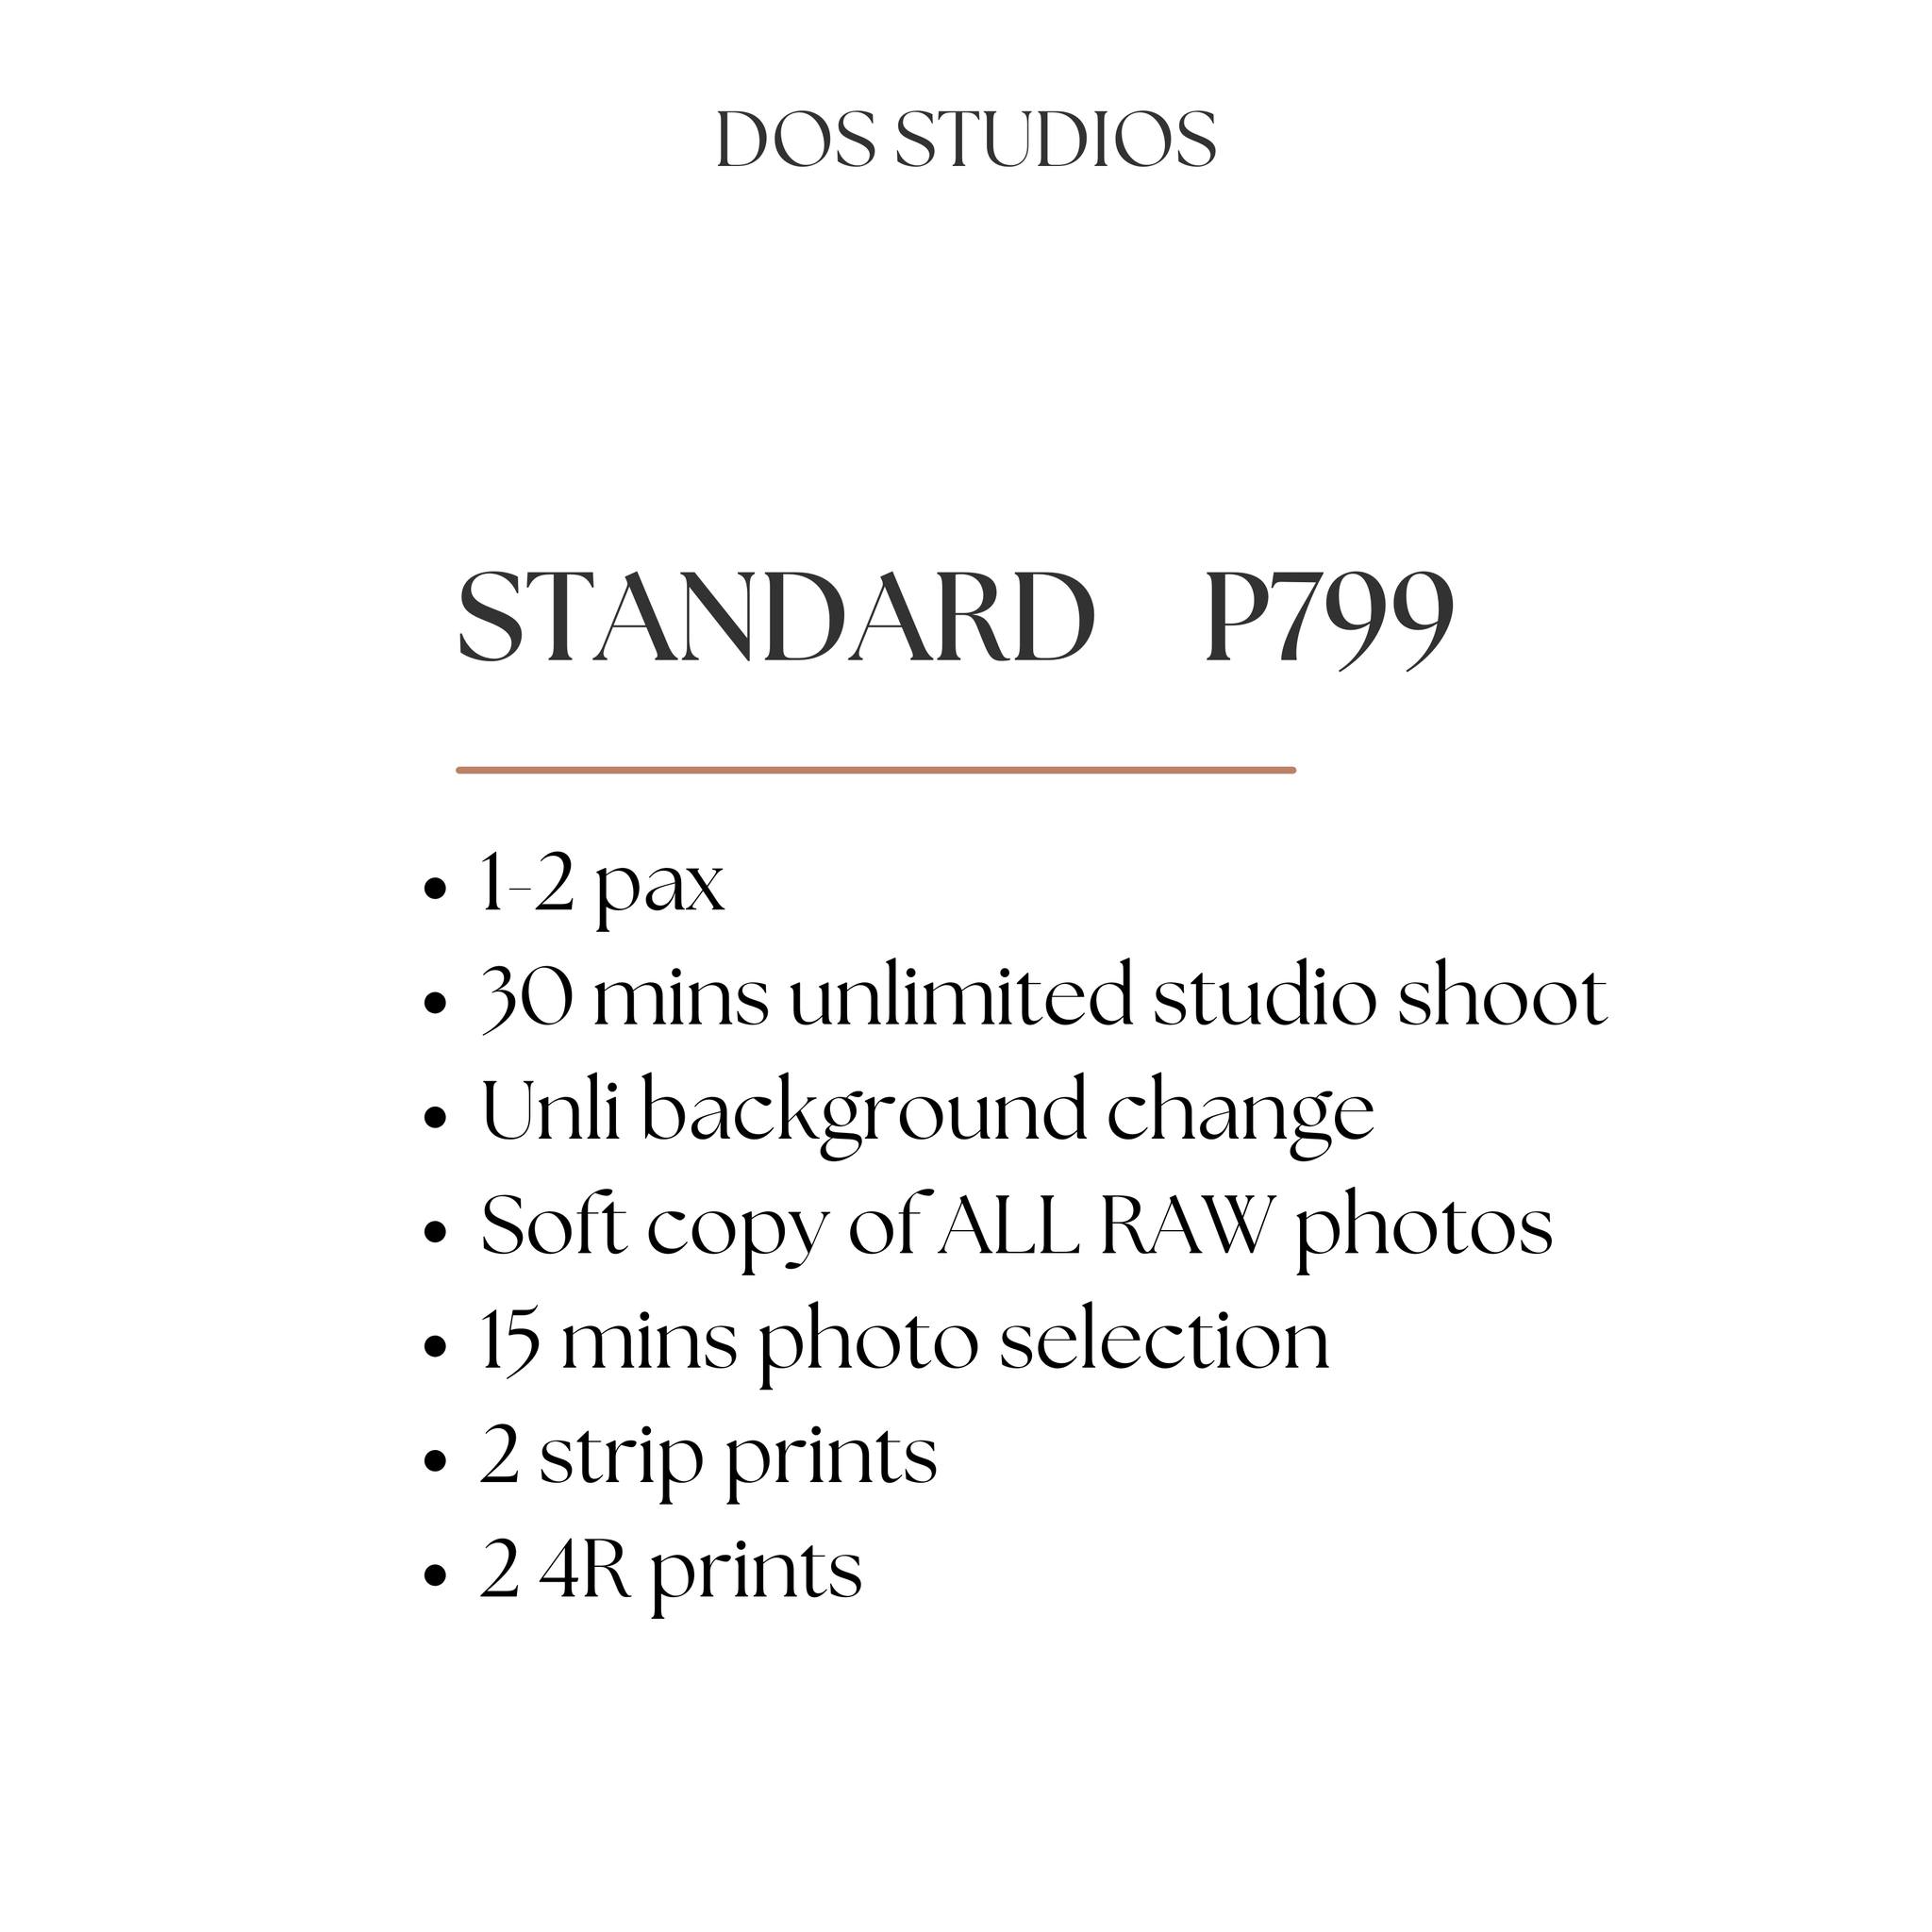 DOS STUDIOS
STANDARD P799
• 1-2 pax
• 30 mins unlimited studio shoot
• Unli background change
• Soft copy of ALL RAW photos
• 15 mins photo selection
• 2 strip prints
• 2 4R prints